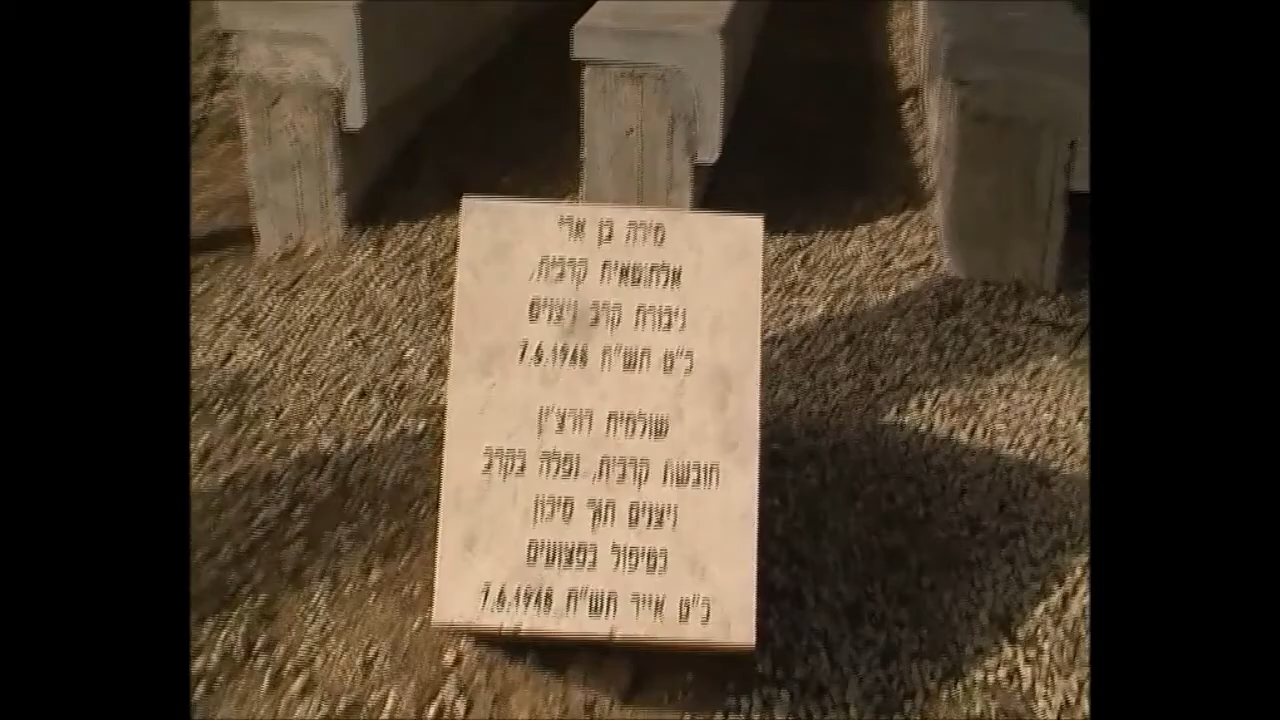 מירה בן ארי
אלחוטאית קרבית,
גיבורת קרב ניצנים
כ"ט תש"ח 7.6.1948
שולמית דורצ'ין
חובשת קרבית, נפלה בקרב
ניצנים תוך סיכון
בטיפול בפצועים
כ"ט אייר תש"ח 7.6.1948